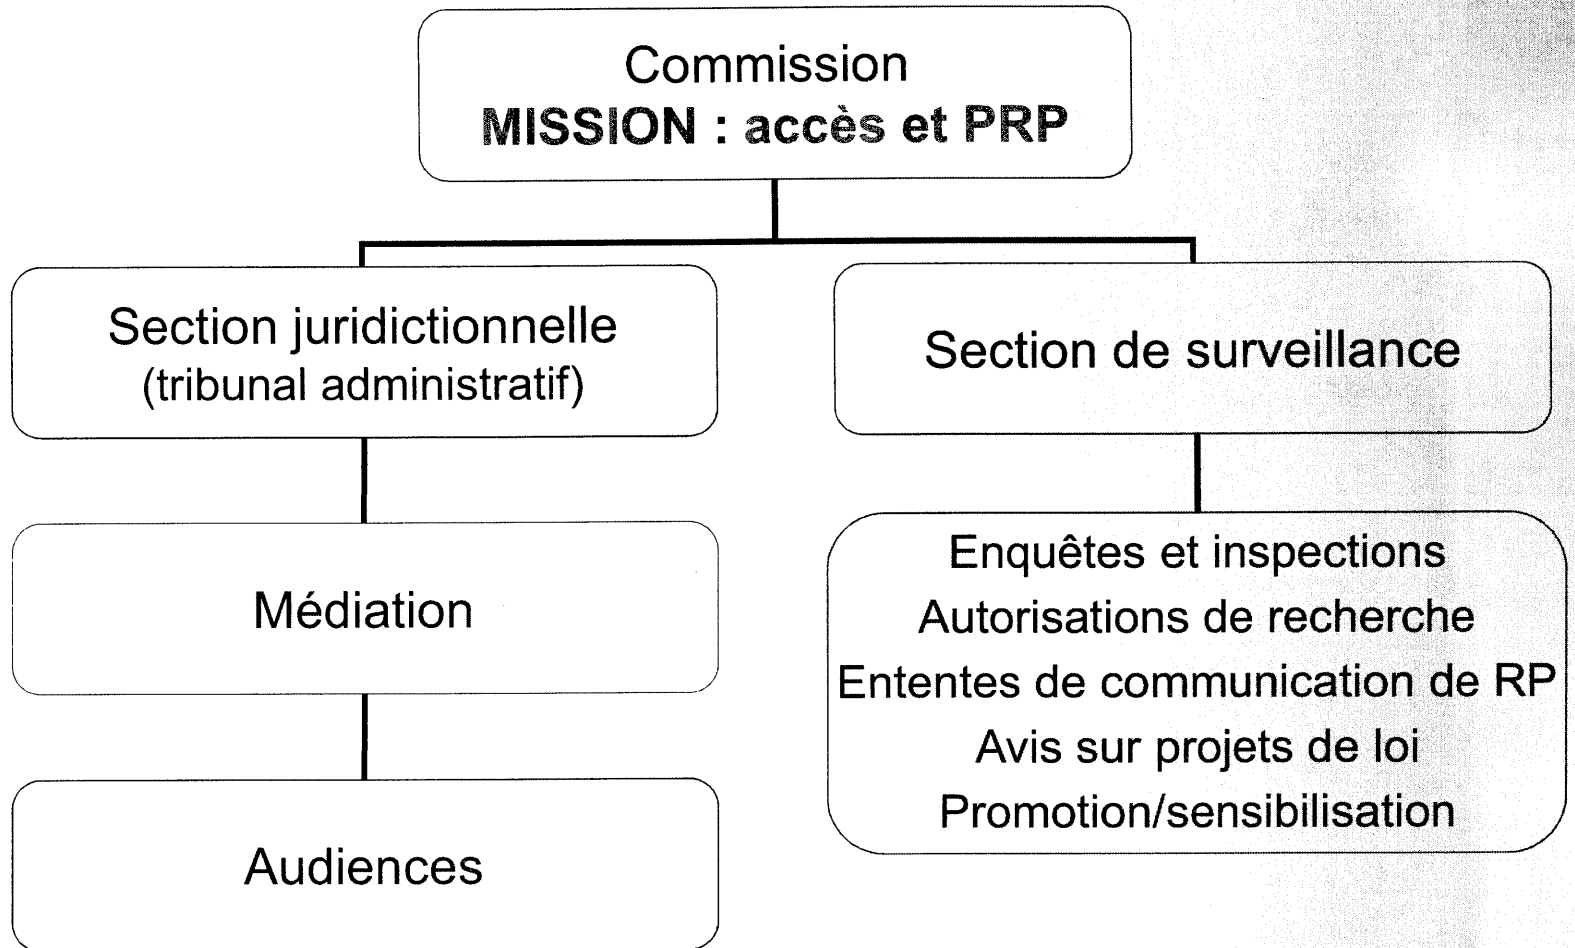 Commission
MISSION : accès et PRP
Section juridictionnelle
(tribunal administratif)
Section de surveillance
Médiation
Audiences
Enquêtes et inspections
Autorisations de recherche
Ententes de communication de RP
Avis sur projets de loi
Promotion/sensibilisation